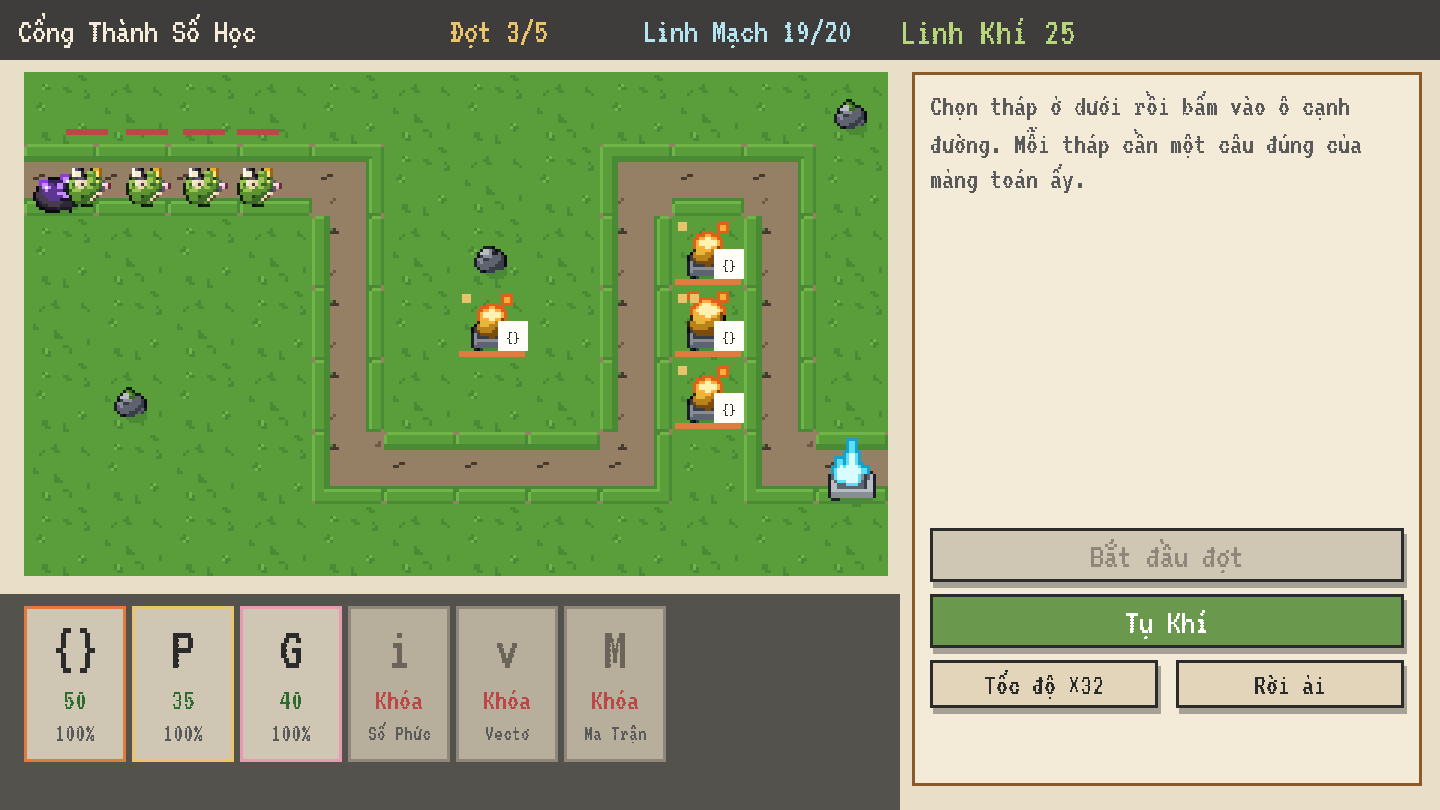 Cổng Thành Số Học
Đợt 3/5
Linh Mạch 19/20
Linh Khí 25
Chọn tháp ở dưới rồi bấm vào ô cạnh
đường. Mỗi tháp cần một câu đúng của
mảng toán ấy.
{}
{}
{}
{}
Bắt đầu đợt
Tụ Khí
Tốc độ X32
Rời ải
{}
50
100%
P
35
100%
G
40
100%
i
Khóa
Số Phức
v
Khóa
Vectơ
M
Khóa
Ma Trận